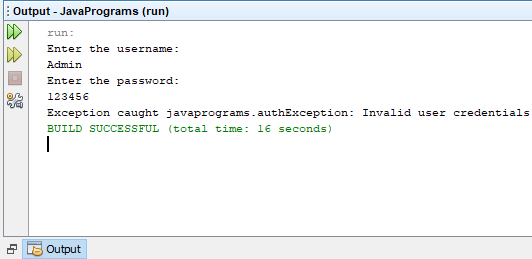 Output - JavaPrograms (run)
run:
Enter the username:
Admin
Enter the password:
123456
Exception caught javaprograms.authException: Invalid user credentials
BUILD SUCCESSFUL (total time: 16 seconds)
Output